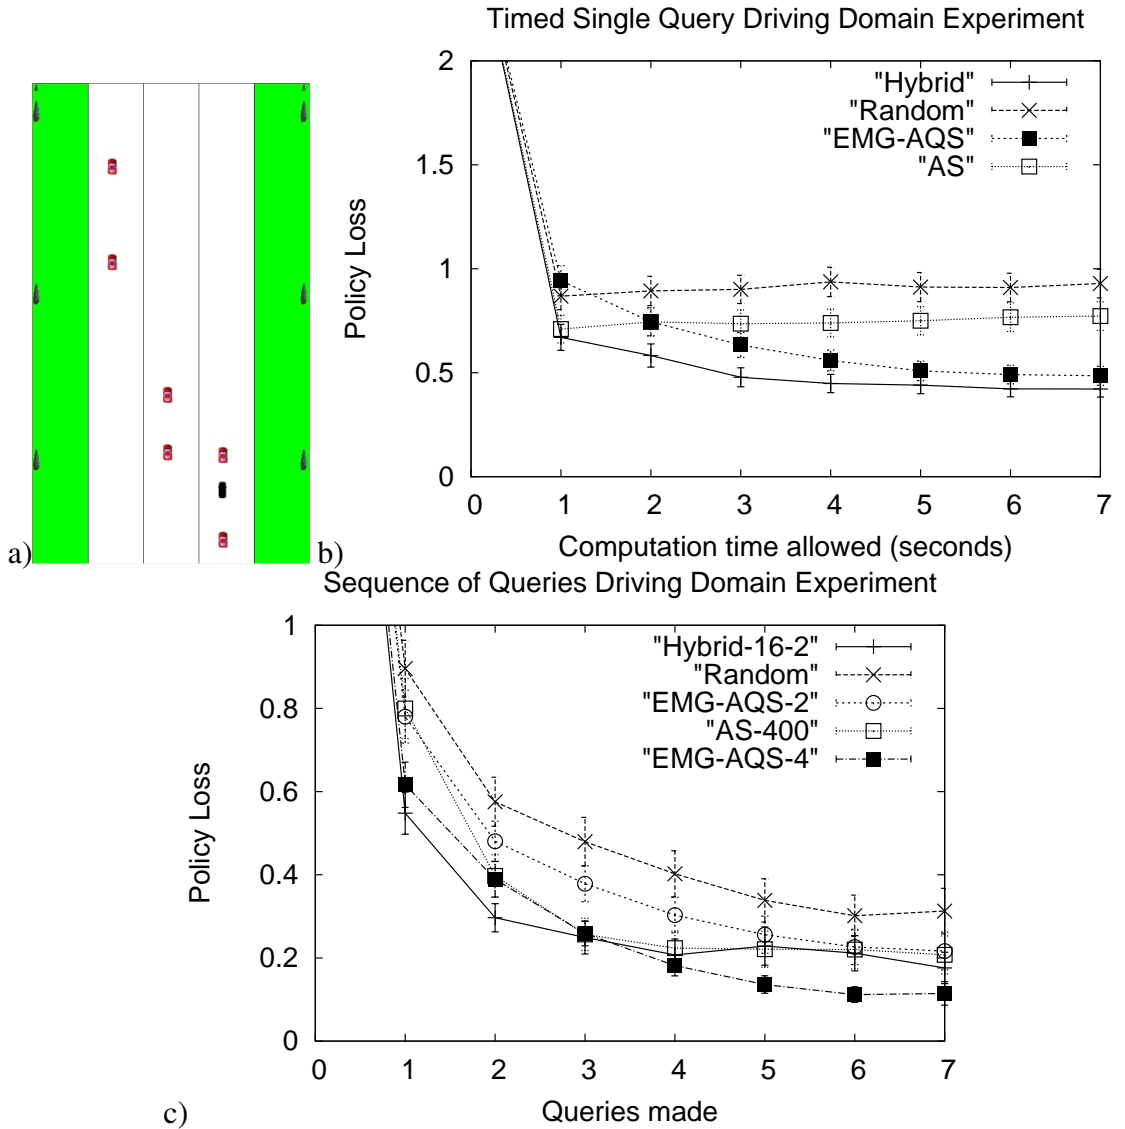 Timed Single Query Driving Domain Experiment
2
1.5
1
0.5
0
Policy Loss
"Hybrid"
"Random"
"EMG-AQS"
"AS"
0 1 2 3 4 5 6 7
Computation time allowed (seconds)
a)
b)
Sequence of Queries Driving Domain Experiment
1
0.8
0.6
0.4
0.2
0
Policy Loss
"Hybrid-16-2"
"Random"
"EMG-AQS-2"
"AS-400"
"EMG-AQS-4"
0 1 2 3 4 5 6 7
Queries made
c)